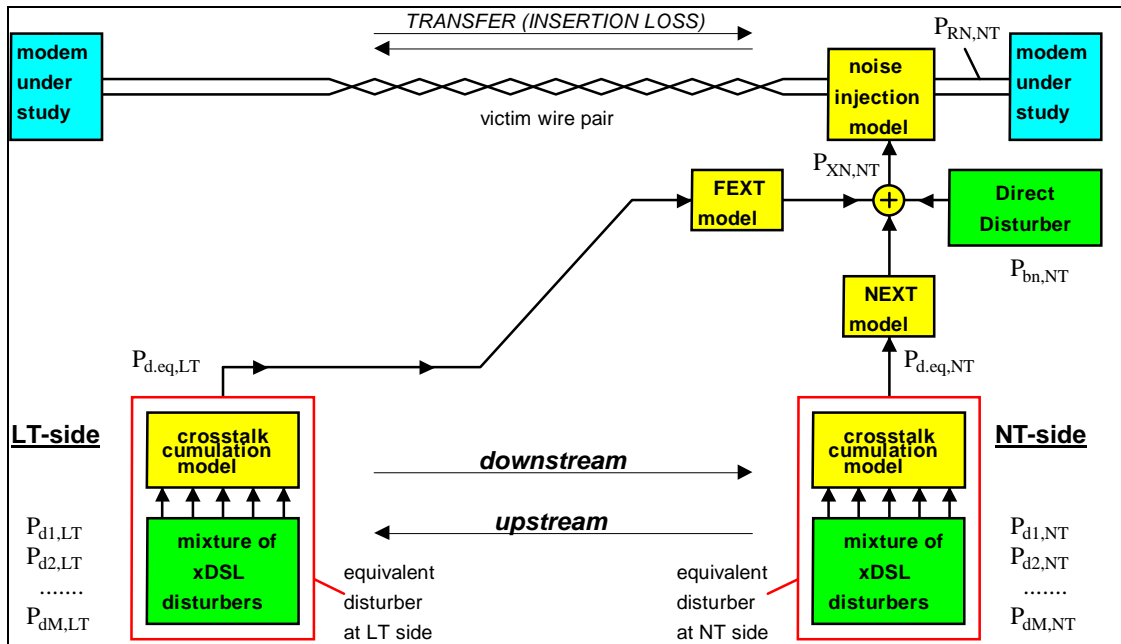 TRANSFER (INSERTION LOSS)
modem
under
study
victim wire pair
noise
injection
model
P_RN,NT
modem
under
study
P_XN,NT
FEXT
model
+
Direct
Disturber
P_bn,NT
NEXT
model
P_d.eq,LT
P_d.eq,NT
LT-side
crosstalk
cumulation
model
downstream
crosstalk
cumulation
model
NT-side
upstream
P_d1,LT
P_d2,LT
.......
P_dM,LT
mixture of
xDSL
disturbers
equivalent
disturber
at LT side
equivalent
disturber
at NT side
mixture of
xDSL
disturbers
P_d1,NT
P_d2,NT
.......
P_dM,NT